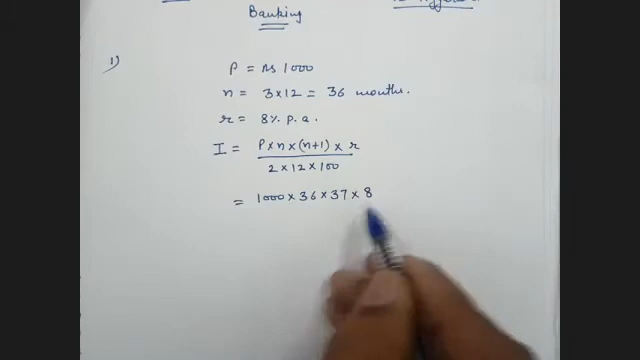 Banking
1)
P = Rs 1000
n = 3×12 = 36 months.
r = 8% p.a.
I = P×n×(n+1)×r
2×12×100
= 1000×36×37×8